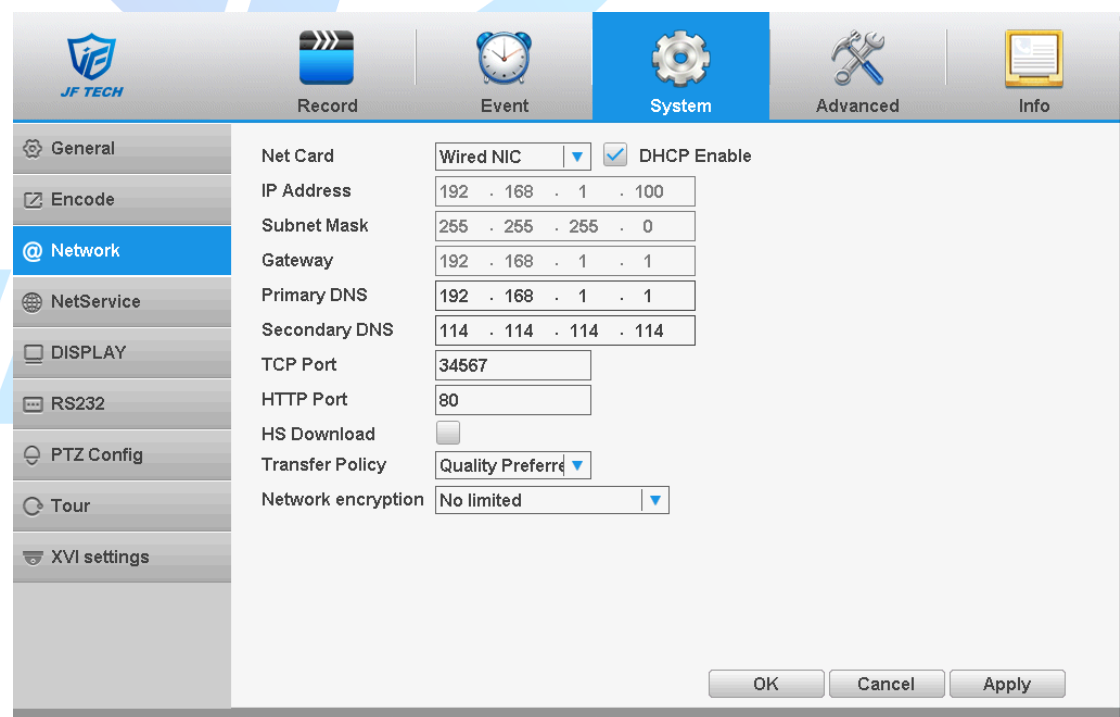 JF TECH
Record Event System Advanced Info
General
Encode
@ Network
NetService
DISPLAY
RS232
PTZ Config
Tour
XVI settings
Net Card Wired NIC DHCP Enable
IP Address 192 . 168 . 1 . 100
Subnet Mask 255 . 255 . 255 . 0
Gateway 192 . 168 . 1 . 1
Primary DNS 192 . 168 . 1 . 1
Secondary DNS 114 . 114 . 114 . 114
TCP Port 34567
HTTP Port 80
HS Download
Transfer Policy Quality Preferre
Network encryption No limited
OK Cancel Apply